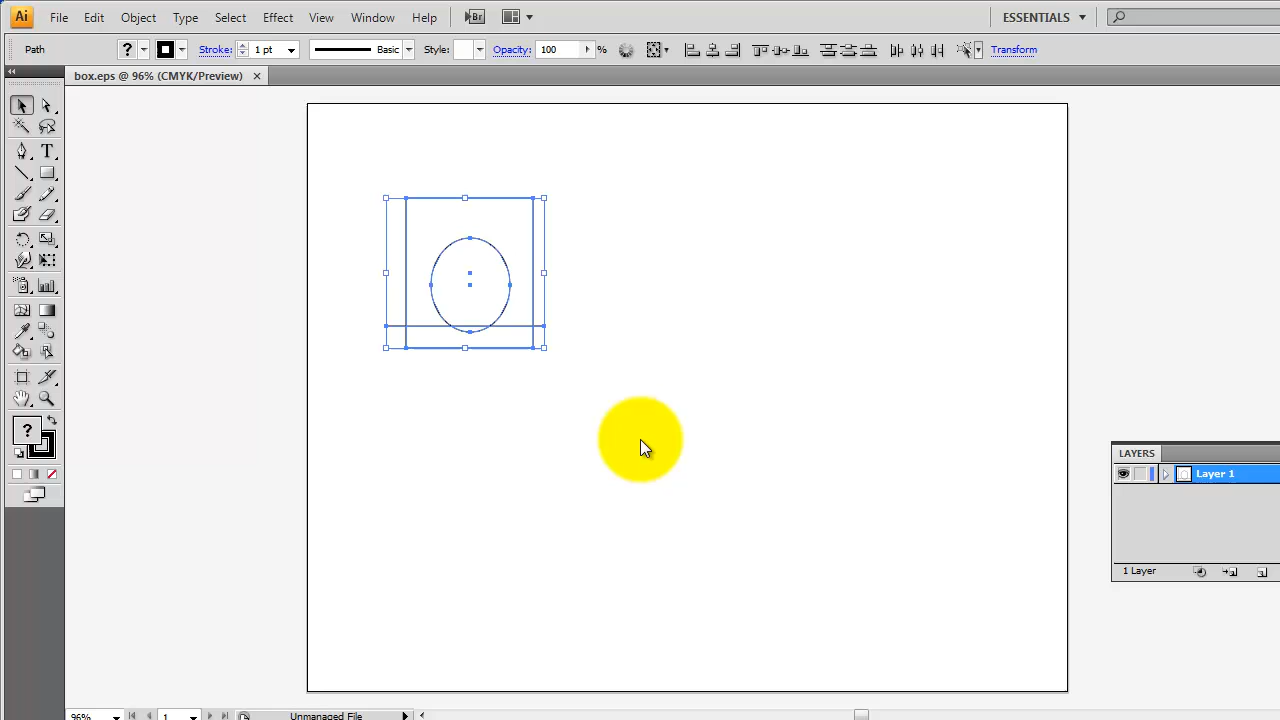 Ai File Edit Object Type Select Effect View Window Help Br ESSENTIALS
Path ? Stroke: 1 pt Basic Style: Opacity: 100 % Transform
box.eps @ 96% (CMYK/Preview)
T
?
LAYERS
Layer 1
1 Layer
96% 1 Unmanaged File